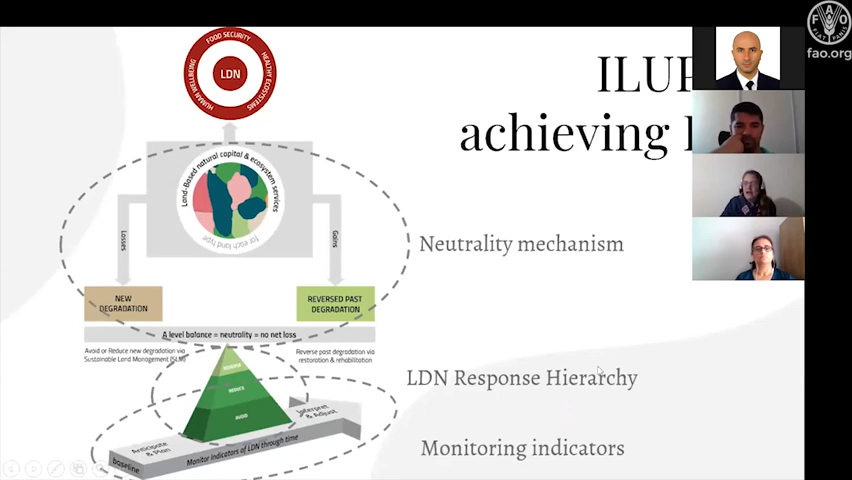 FOOD SECURITY
HEALTHY ECOSYSTEMS
HUMAN WELLBEING
LDN
FAO
FIAT PANIS
fao.org
ILUP
achieving
Land-Based natural capital & ecosystem services
for each land type
Losses
Gains
Neutrality mechanism
NEW
DEGRADATION
REVERSED PAST
DEGRADATION
A level balance = neutrality = no net loss
Avoid or Reduce new degradation via
Sustainable Land Management (SLM)
Reverse past degradation via
restoration & rehabilitation
REVERSE
REDUCE
AVOID
LDN Response Hierarchy
Anticipate
& Plan
Interpret
& Adjust
Monitor indicators of LDN through time
baseline
Monitoring indicators